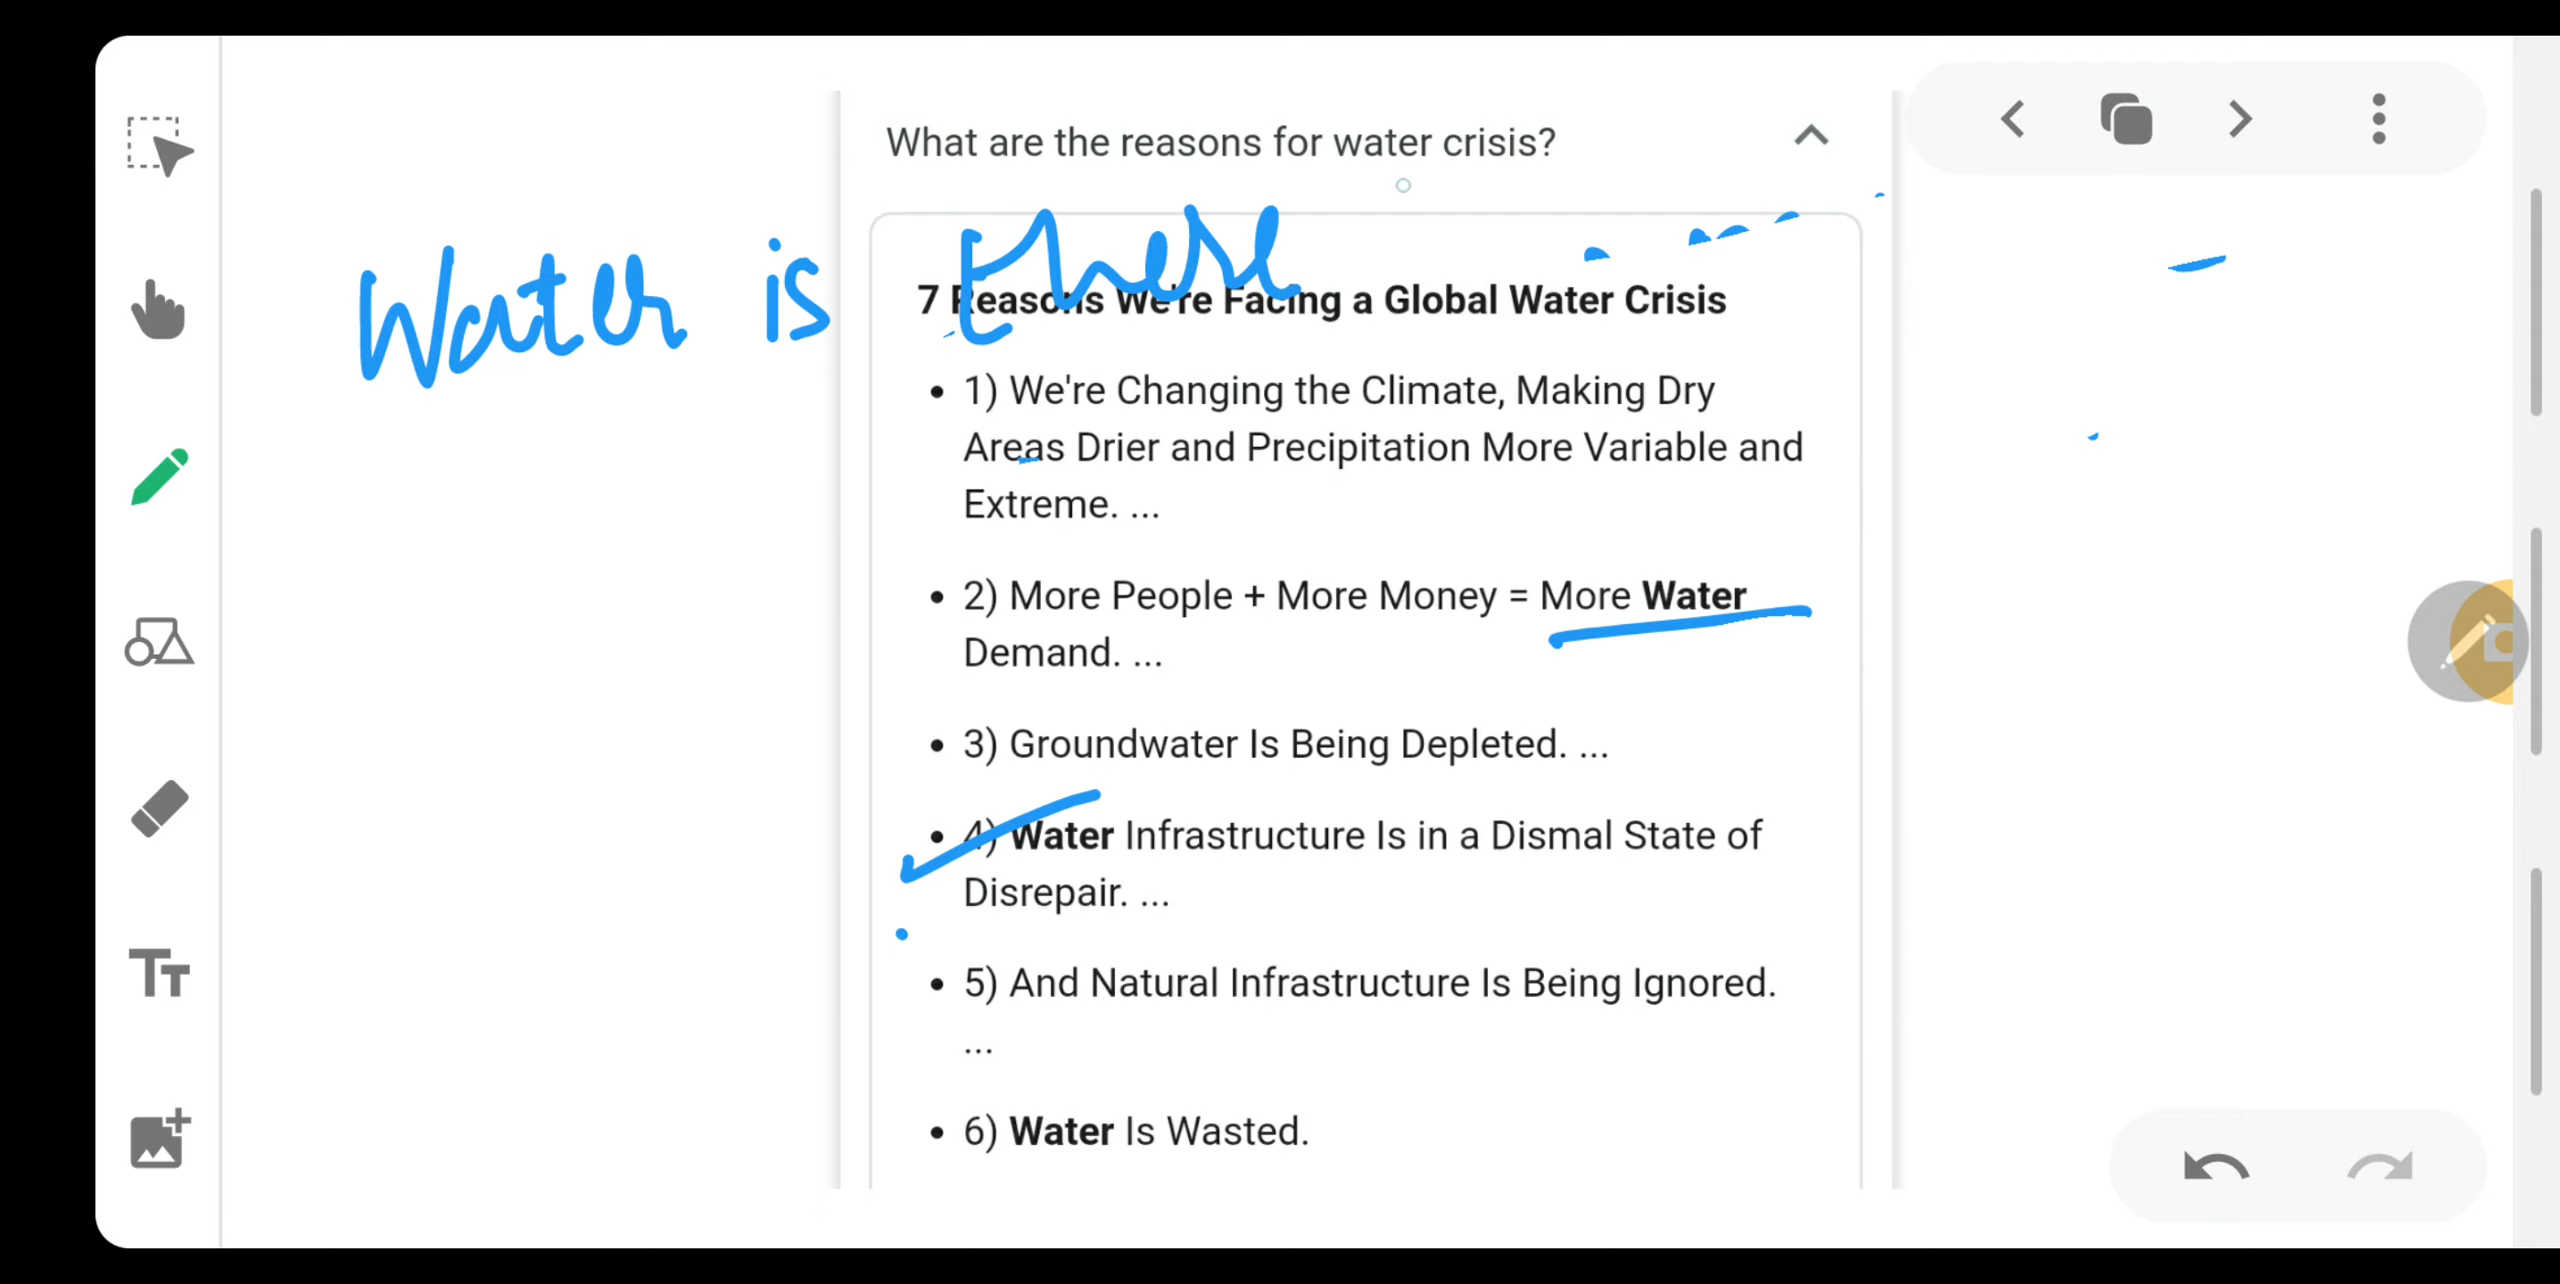 What are the reasons for water crisis?
Water is there
7 Reasons We're Facing a Global Water Crisis
• 1) We're Changing the Climate, Making Dry
Areas Drier and Precipitation More Variable and
Extreme. ...
• 2) More People + More Money = More Water
Demand. ...
• 3) Groundwater Is Being Depleted. ...
• 4) Water Infrastructure Is in a Dismal State of
Disrepair. ...
• 5) And Natural Infrastructure Is Being Ignored.
...
• 6) Water Is Wasted.
TT